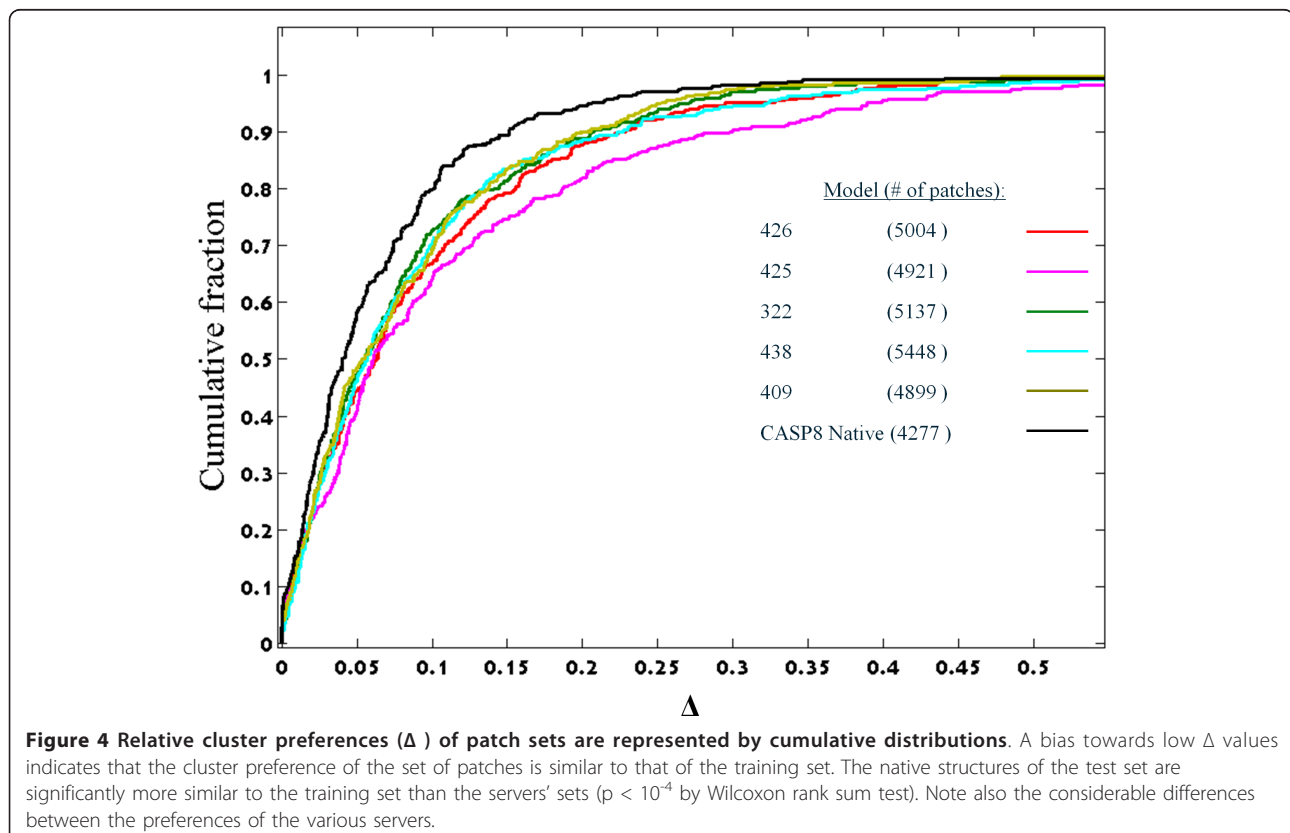 1
0.9
0.8
0.7
0.6
0.5
0.4
0.3
0.2
0.1
0
Cumulative fraction
Model (# of patches):
426 (5004 )
425 (4921 )
322 (5137 )
438 (5448 )
409 (4899 )
CASP8 Native (4277 )
0 0.05 0.1 0.15 0.2 0.25 0.3 0.35 0.4 0.45 0.5
Δ
Figure 4 Relative cluster preferences (Δ ) of patch sets are represented by cumulative distributions. A bias towards low Δ values
indicates that the cluster preference of the set of patches is similar to that of the training set. The native structures of the test set are
significantly more similar to the training set than the servers' sets (p < 10⁻⁴ by Wilcoxon rank sum test). Note also the considerable differences
between the preferences of the various servers.